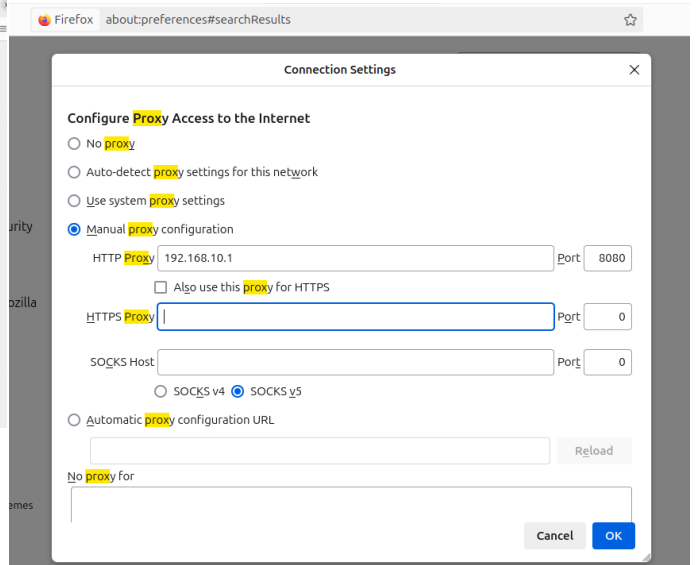 Firefox about:preferences#searchResults
Connection Settings
Configure Proxy Access to the Internet
No proxy
Auto-detect proxy settings for this network
Use system proxy settings
urity
Manual proxy configuration
HTTP Proxy 192.168.10.1 Port 8080
Also use this proxy for HTTPS
ozilla
HTTPS Proxy Port 0
SOCKS Host Port 0
SOCKS v4 SOCKS v5
Automatic proxy configuration URL
Reload
No proxy for
emes
Cancel OK